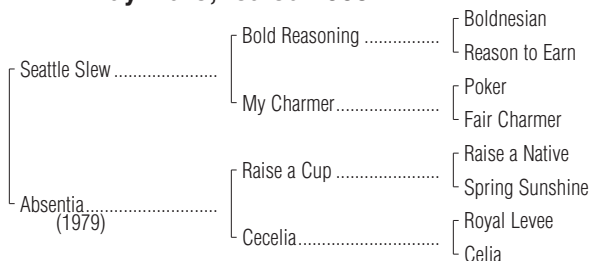 Boldnesian
Bold Reasoning ..................
Reason to Earn
Seattle Slew .........................
Poker
My Charmer.........................
Fair Charmer
Raise a Native
Raise a Cup .........................
Spring Sunshine
Absentia................................
(1979)
Royal Levee
Cecelia..................................
Celia